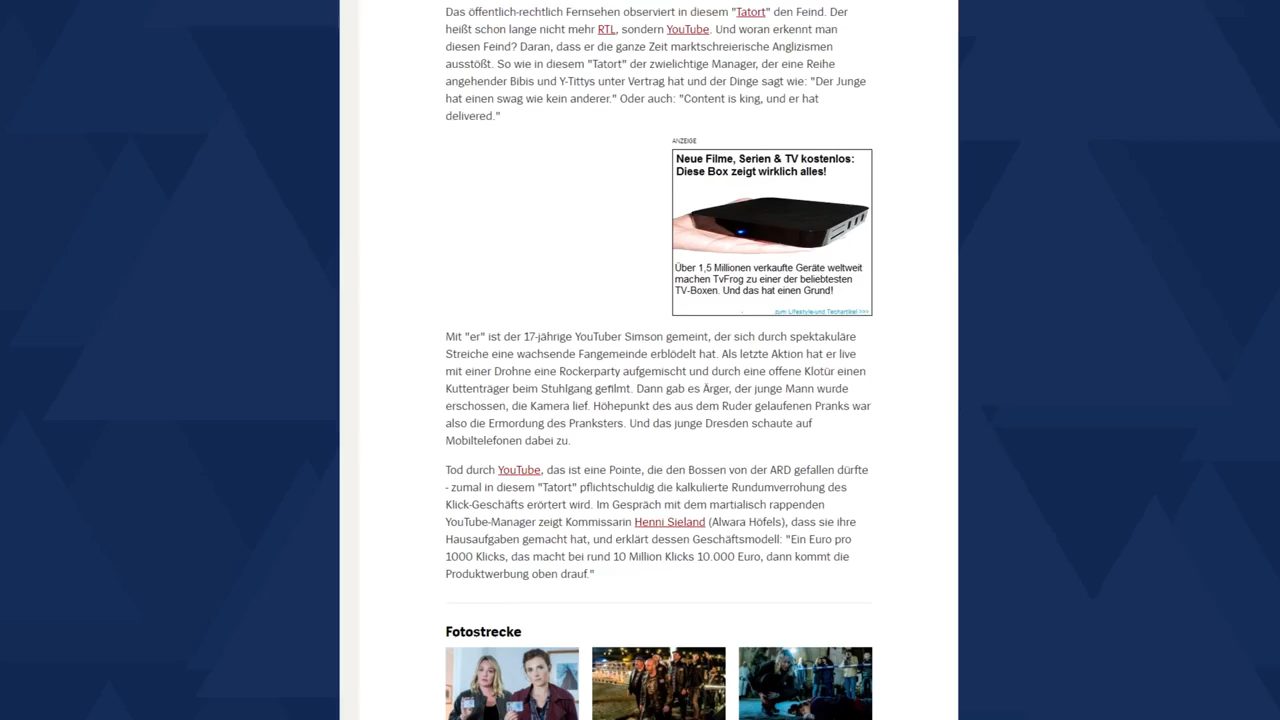 Das öffentlich-rechtlich Fernsehen observiert in diesem "Tatort" den Feind. Der
heißt schon lange nicht mehr RTL, sondern YouTube. Und woran erkennt man
diesen Feind? Daran, dass er die ganze Zeit marktschreierische Anglizismen
ausstößt. So wie in diesem "Tatort" der zwielichtige Manager, der eine Reihe
angehender Bibis und Y-Tittys unter Vertrag hat und der Dinge sagt wie: "Der Junge
hat einen swag wie kein anderer." Oder auch: "Content is king, und er hat
delivered."
ANZEIGE
Neue Filme, Serien & TV kostenlos:
Diese Box zeigt wirklich alles!
Über 1,5 Millionen verkaufte Geräte weltweit
machen TvFrog zu einer der beliebtesten
TV-Boxen. Und das hat einen Grund!
zum Lifestyle-und Techartikel >>>
Mit "er" ist der 17-jährige YouTuber Simson gemeint, der sich durch spektakuläre
Streiche eine wachsende Fangemeinde erblödelt hat. Als letzte Aktion hat er live
mit einer Drohne eine Rockerparty aufgemischt und durch eine offene Klotür einen
Kuttenträger beim Stuhlgang gefilmt. Dann gab es Ärger, der junge Mann wurde
erschossen, die Kamera lief. Höhepunkt des aus dem Ruder gelaufenen Pranks war
also die Ermordung des Pranksters. Und das junge Dresden schaute auf
Mobiltelefonen dabei zu.
Tod durch YouTube, das ist eine Pointe, die den Bossen von der ARD gefallen dürfte
- zumal in diesem "Tatort" pflichtschuldig die kalkulierte Rundumverrohung des
Klick-Geschäfts erörtert wird. Im Gespräch mit dem martialisch rappenden
YouTube-Manager zeigt Kommissarin Henni Sieland (Alwara Höfels), dass sie ihre
Hausaufgaben gemacht hat, und erklärt dessen Geschäftsmodell: "Ein Euro pro
1000 Klicks, das macht bei rund 10 Million Klicks 10.000 Euro, dann kommt die
Produktwerbung oben drauf."
Fotostrecke